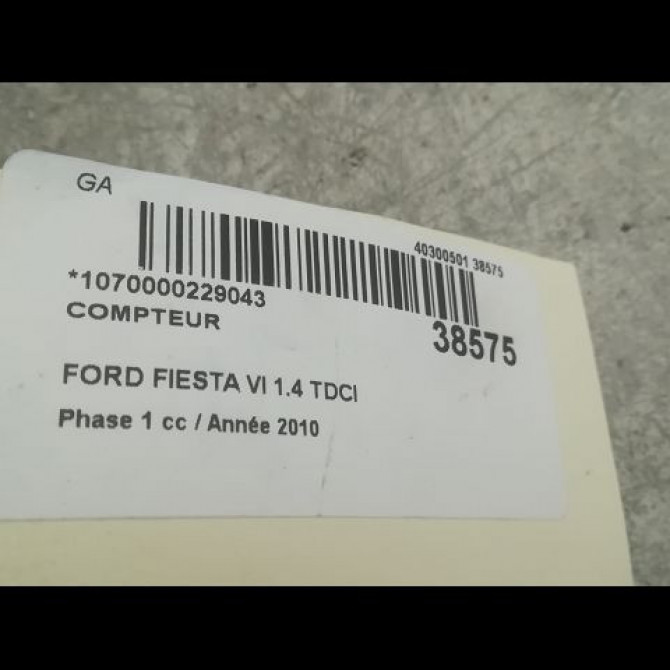 GA
40300501 38575
*1070000229043
COMPTEUR
38575
FORD FIESTA VI 1.4 TDCI
Phase 1 cc / Année 2010